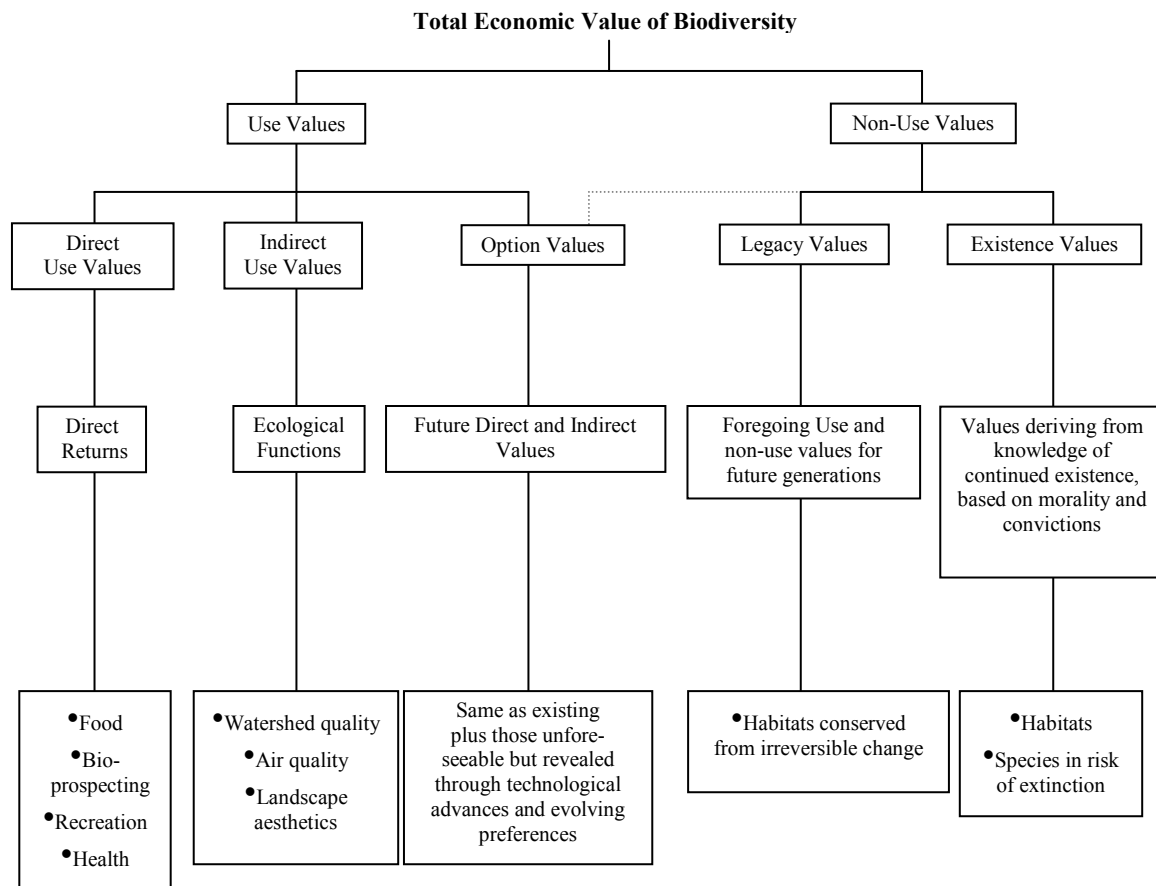 Total Economic Value of Biodiversity
Use Values
Non-Use Values
Direct
Use Values
Indirect
Use Values
Option Values
Legacy Values
Existence Values
Direct
Returns
Ecological
Functions
Future Direct and Indirect
Values
Foregoing Use and
non-use values for
future generations
Values deriving from
knowledge of
continued existence,
based on morality and
convictions
•Food
•Bio-
prospecting
•Recreation
•Health
•Watershed quality
•Air quality
•Landscape
aesthetics
Same as existing
plus those unfore-
seeable but revealed
through technological
advances and evolving
preferences
•Habitats conserved
from irreversible change
•Habitats
•Species in risk
of extinction